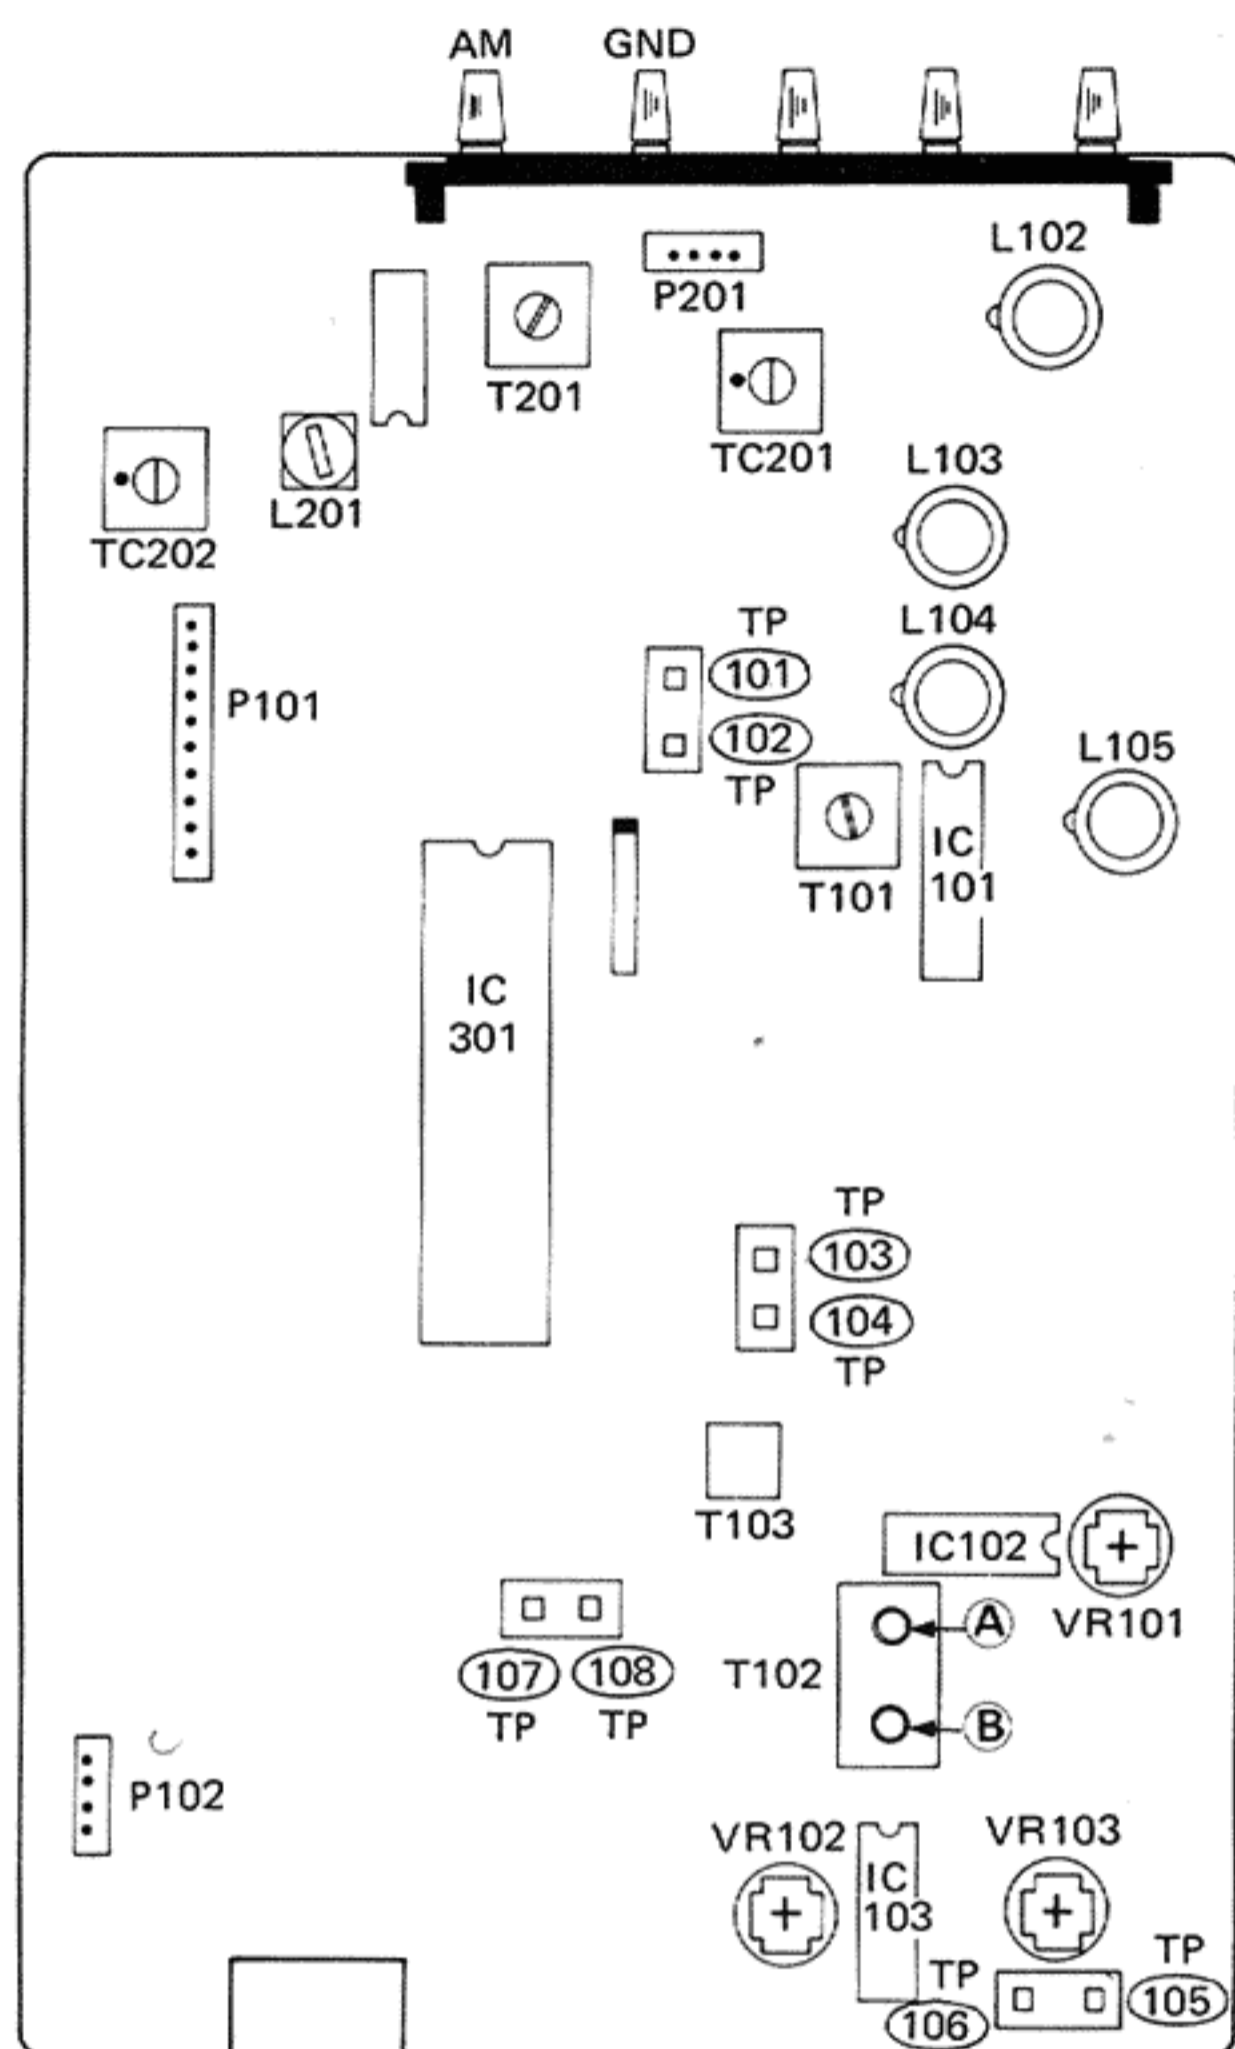 AM GND
L102
P201
T201
TC201
L103
L201
TC202
TP
101
L104
P101
102
TP
L105
IC
101
T101
IC
301
TP
103
104
TP
T103
IC102
VR101
A
T102
107 108
TP TP
B
P102
VR102 VR103
IC
103
TP
105
TP
106